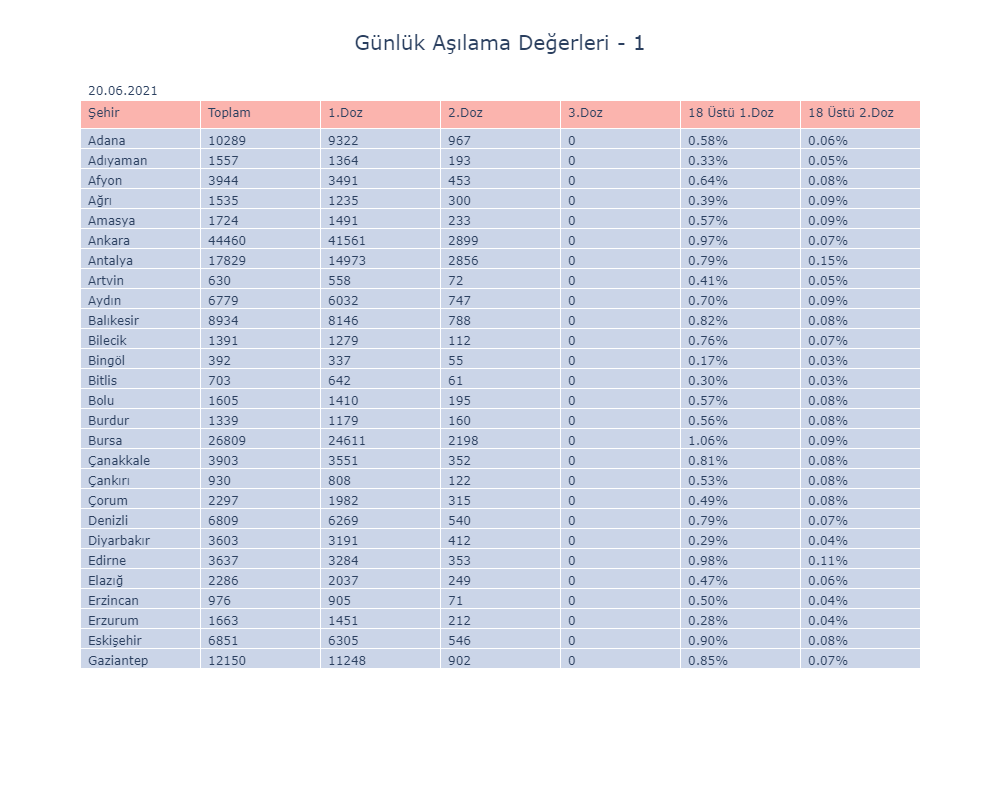 Günlük Aşılama Değerleri - 1
20.06.2021
Şehir Toplam 1.Doz 2.Doz 3.Doz 18 Üstü 1.Doz 18 Üstü 2.Doz
Adana 10289 9322 967 0 0.58% 0.06%
Adıyaman 1557 1364 193 0 0.33% 0.05%
Afyon 3944 3491 453 0 0.64% 0.08%
Ağrı 1535 1235 300 0 0.39% 0.09%
Amasya 1724 1491 233 0 0.57% 0.09%
Ankara 44460 41561 2899 0 0.97% 0.07%
Antalya 17829 14973 2856 0 0.79% 0.15%
Artvin 630 558 72 0 0.41% 0.05%
Aydın 6779 6032 747 0 0.70% 0.09%
Balıkesir 8934 8146 788 0 0.82% 0.08%
Bilecik 1391 1279 112 0 0.76% 0.07%
Bingöl 392 337 55 0 0.17% 0.03%
Bitlis 703 642 61 0 0.30% 0.03%
Bolu 1605 1410 195 0 0.57% 0.08%
Burdur 1339 1179 160 0 0.56% 0.08%
Bursa 26809 24611 2198 0 1.06% 0.09%
Çanakkale 3903 3551 352 0 0.81% 0.08%
Çankırı 930 808 122 0 0.53% 0.08%
Çorum 2297 1982 315 0 0.49% 0.08%
Denizli 6809 6269 540 0 0.79% 0.07%
Diyarbakır 3603 3191 412 0 0.29% 0.04%
Edirne 3637 3284 353 0 0.98% 0.11%
Elazığ 2286 2037 249 0 0.47% 0.06%
Erzincan 976 905 71 0 0.50% 0.04%
Erzurum 1663 1451 212 0 0.28% 0.04%
Eskişehir 6851 6305 546 0 0.90% 0.08%
Gaziantep 12150 11248 902 0 0.85% 0.07%